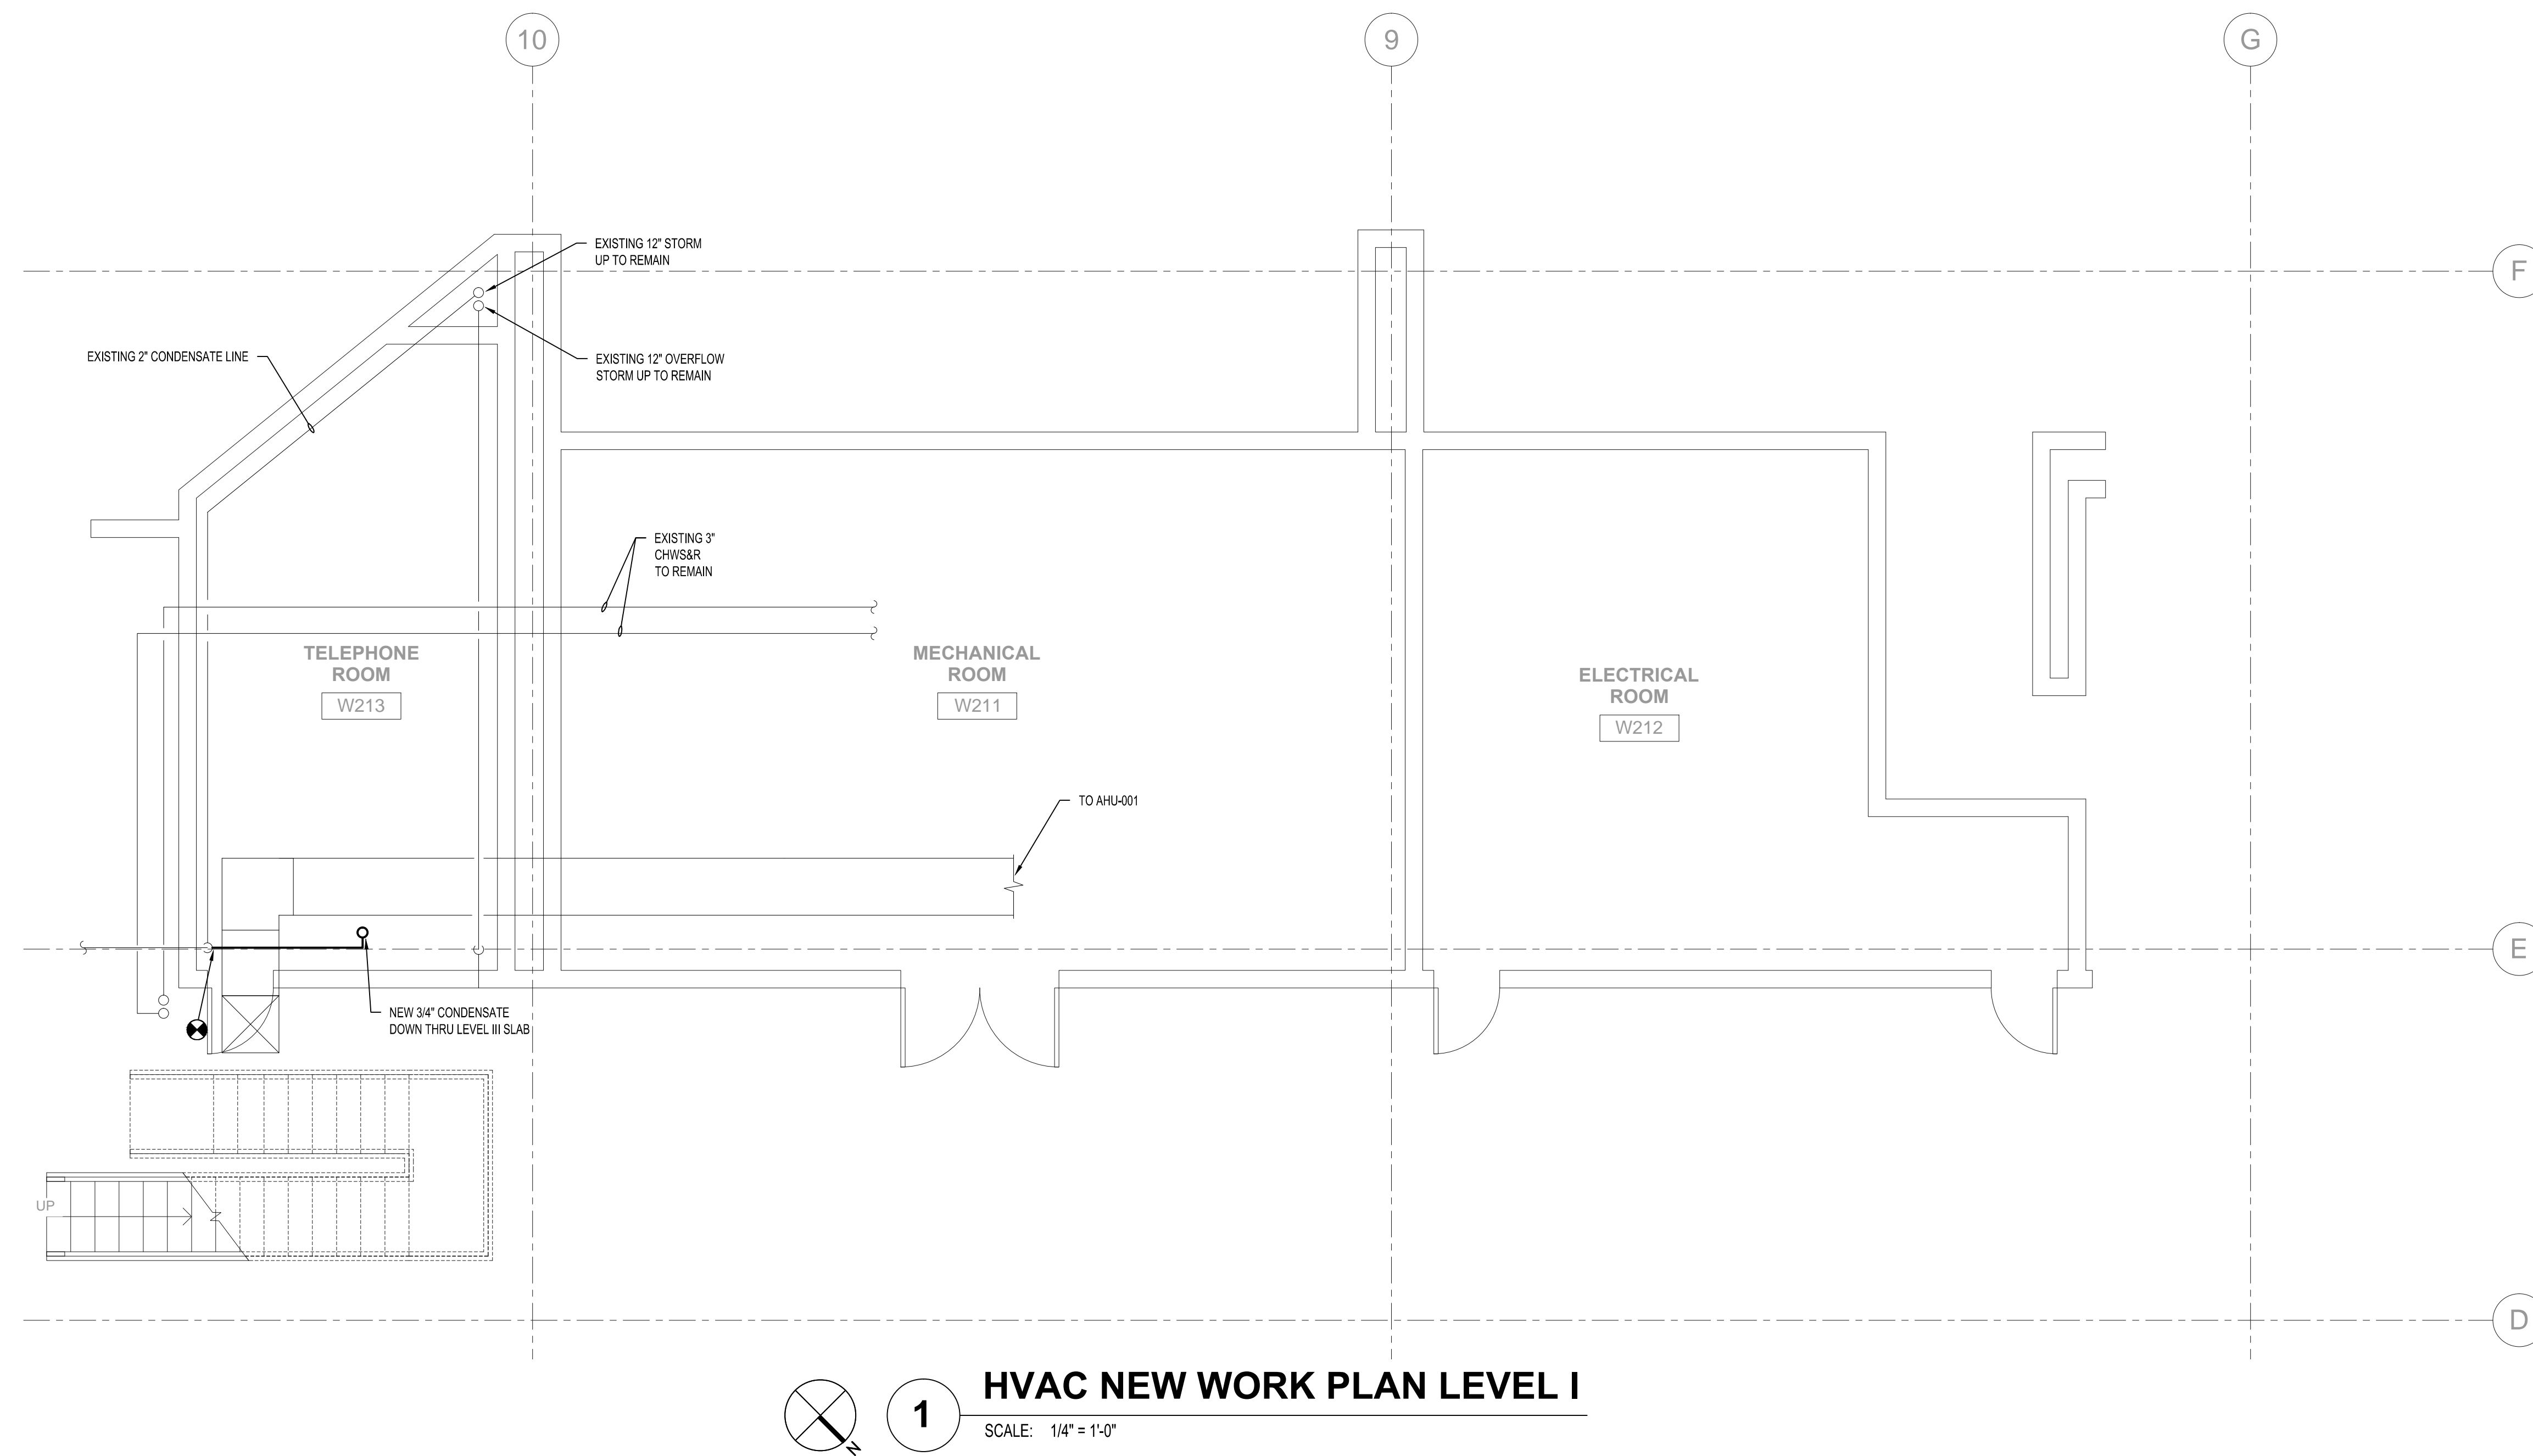 10
9
G
EXISTING 12" STORM
UP TO REMAIN
F
EXISTING 2" CONDENSATE LINE
EXISTING 12" OVERFLOW
STORM UP TO REMAIN
EXISTING 3"
CHWS&R
TO REMAIN
TELEPHONE
ROOM
W213
MECHANICAL
ROOM
W211
ELECTRICAL
ROOM
W212
TO AHU-001
E
NEW 3/4" CONDENSATE
DOWN THRU LEVEL III SLAB
UP
D
HVAC NEW WORK PLAN LEVEL I
1
SCALE: 1/4" = 1'-0"
N